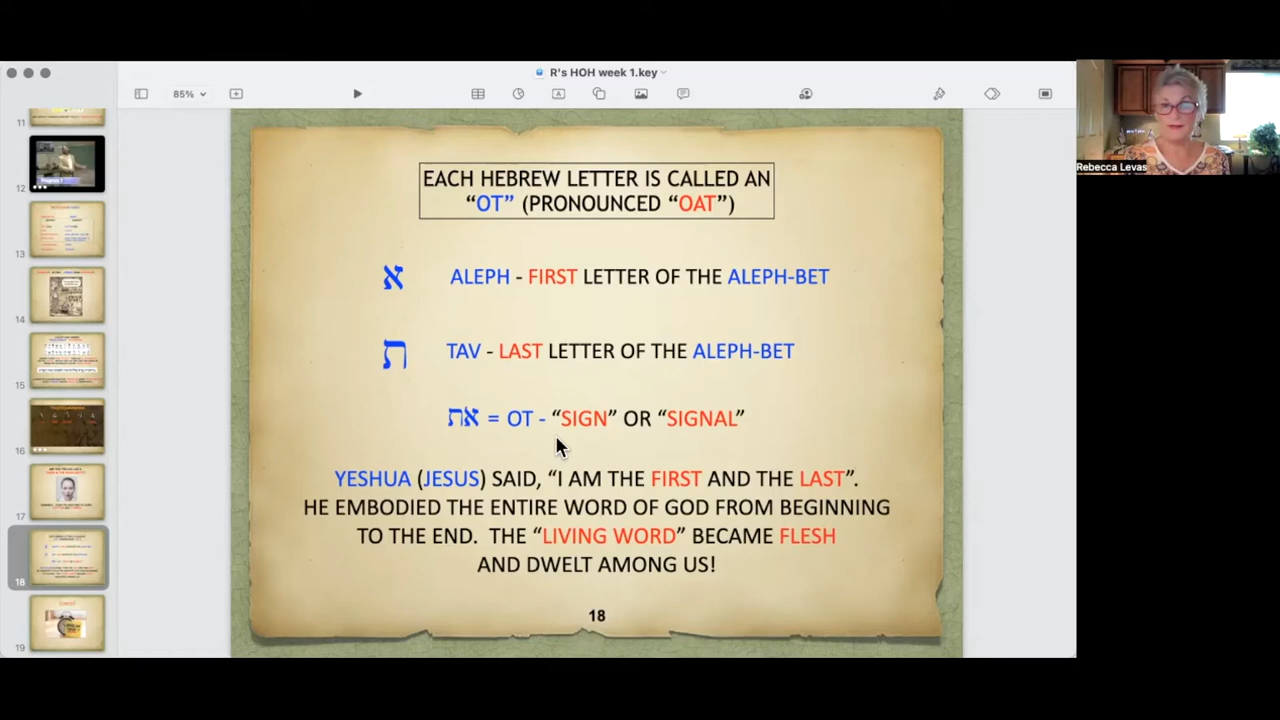 R's HOH week 1.key
85%
Rebecca Levas
EACH HEBREW LETTER IS CALLED AN
“OT” (PRONOUNCED “OAT”)
א ALEPH - FIRST LETTER OF THE ALEPH-BET
ת TAV - LAST LETTER OF THE ALEPH-BET
את = OT - “SIGN” OR “SIGNAL”
YESHUA (JESUS) SAID, “I AM THE FIRST AND THE LAST”.
HE EMBODIED THE ENTIRE WORD OF GOD FROM BEGINNING
TO THE END. THE “LIVING WORD” BECAME FLESH
AND DWELT AMONG US!
18
11
12
13
14
15
16
17
18
19